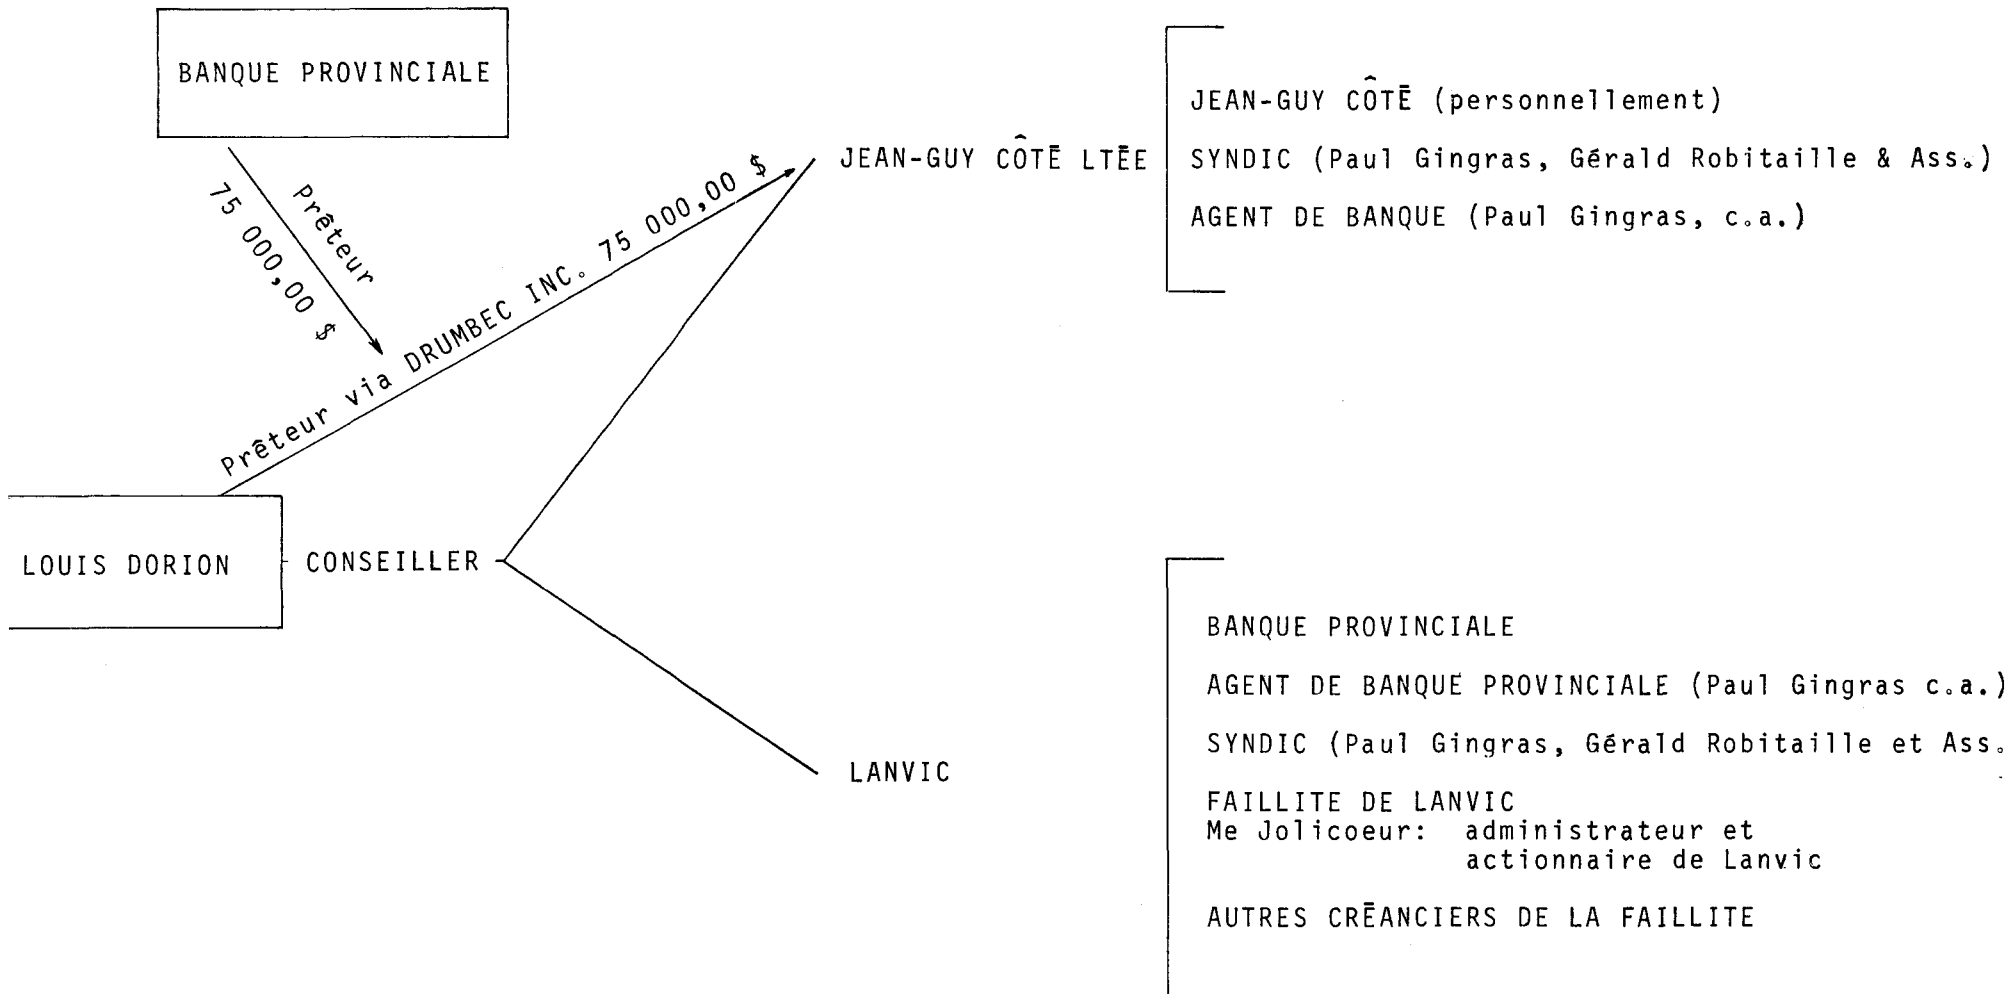 BANQUE PROVINCIALE
Prêteur
75 000,00 $
Prêteur via DRUMBEC INC. 75 000,00 $
LOUIS DORION
CONSEILLER
JEAN-GUY CÔTÉ LTÉE
JEAN-GUY CÔTÉ (personnellement)
SYNDIC (Paul Gingras, Gérald Robitaille & Ass.)
AGENT DE BANQUE (Paul Gingras, c.a.)
LANVIC
BANQUE PROVINCIALE
AGENT DE BANQUE PROVINCIALE (Paul Gingras c.a.)
SYNDIC (Paul Gingras, Gérald Robitaille et Ass.
FAILLITE DE LANVIC
Me Jolicoeur: administrateur et
actionnaire de Lanvic
AUTRES CRÉANCIERS DE LA FAILLITE